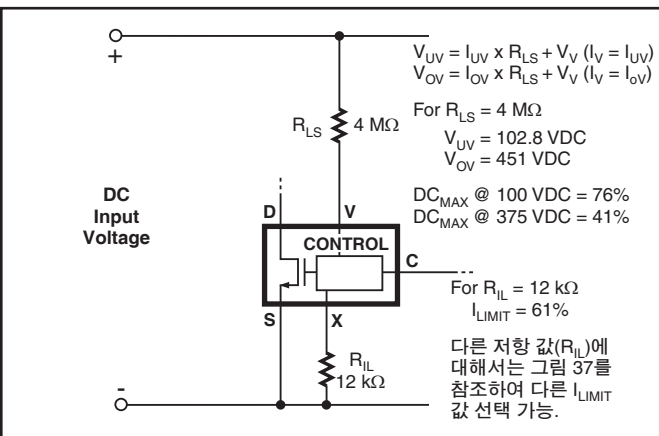 +
V_UV = I_UV x R_LS + V_V (I_V = I_UV)
V_OV = I_OV x R_LS + V_V (I_V = I_oV)
For R_LS = 4 MΩ
V_UV = 102.8 VDC
V_OV = 451 VDC
DC_MAX @ 100 VDC = 76%
DC_MAX @ 375 VDC = 41%
R_LS
4 MΩ
DC
Input
Voltage
D
V
CONTROL
C
S
X
For R_IL = 12 kΩ
I_LIMIT = 61%
R_IL
12 kΩ
다른 저항 값(R_IL)에
대해서는 그림 37를
참조하여 다른 I_LIMIT
값 선택 가능.
-